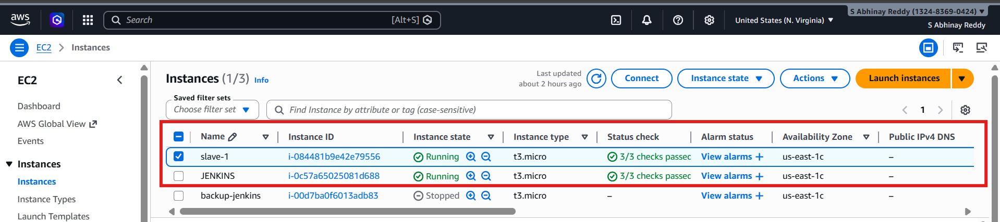 aws
Search [Alt+S]
United States (N. Virginia)
S Abhinay Reddy (1324-8369-0424)
S Abhinay Reddy
EC2 Instances
EC2
Dashboard
AWS Global View
Events
Instances
Instances
Instance Types
Launch Templates
Instances (1/3) Info
Last updated
about 2 hours ago
Connect
Instance state
Actions
Launch instances
Saved filter sets
Choose filter set
Find Instance by attribute or tag (case-sensitive)
1
Name Instance ID Instance state Instance type Status check Alarm status Availability Zone Public IPv4 DNS
slave-1 i-084481b9e42e79556 Running t3.micro 3/3 checks passed View alarms + us-east-1c –
JENKINS i-0c57a65025081d688 Running t3.micro 3/3 checks passed View alarms + us-east-1c –
backup-jenkins i-00d7ba0f6013adb83 Stopped t3.micro – View alarms + us-east-1c –